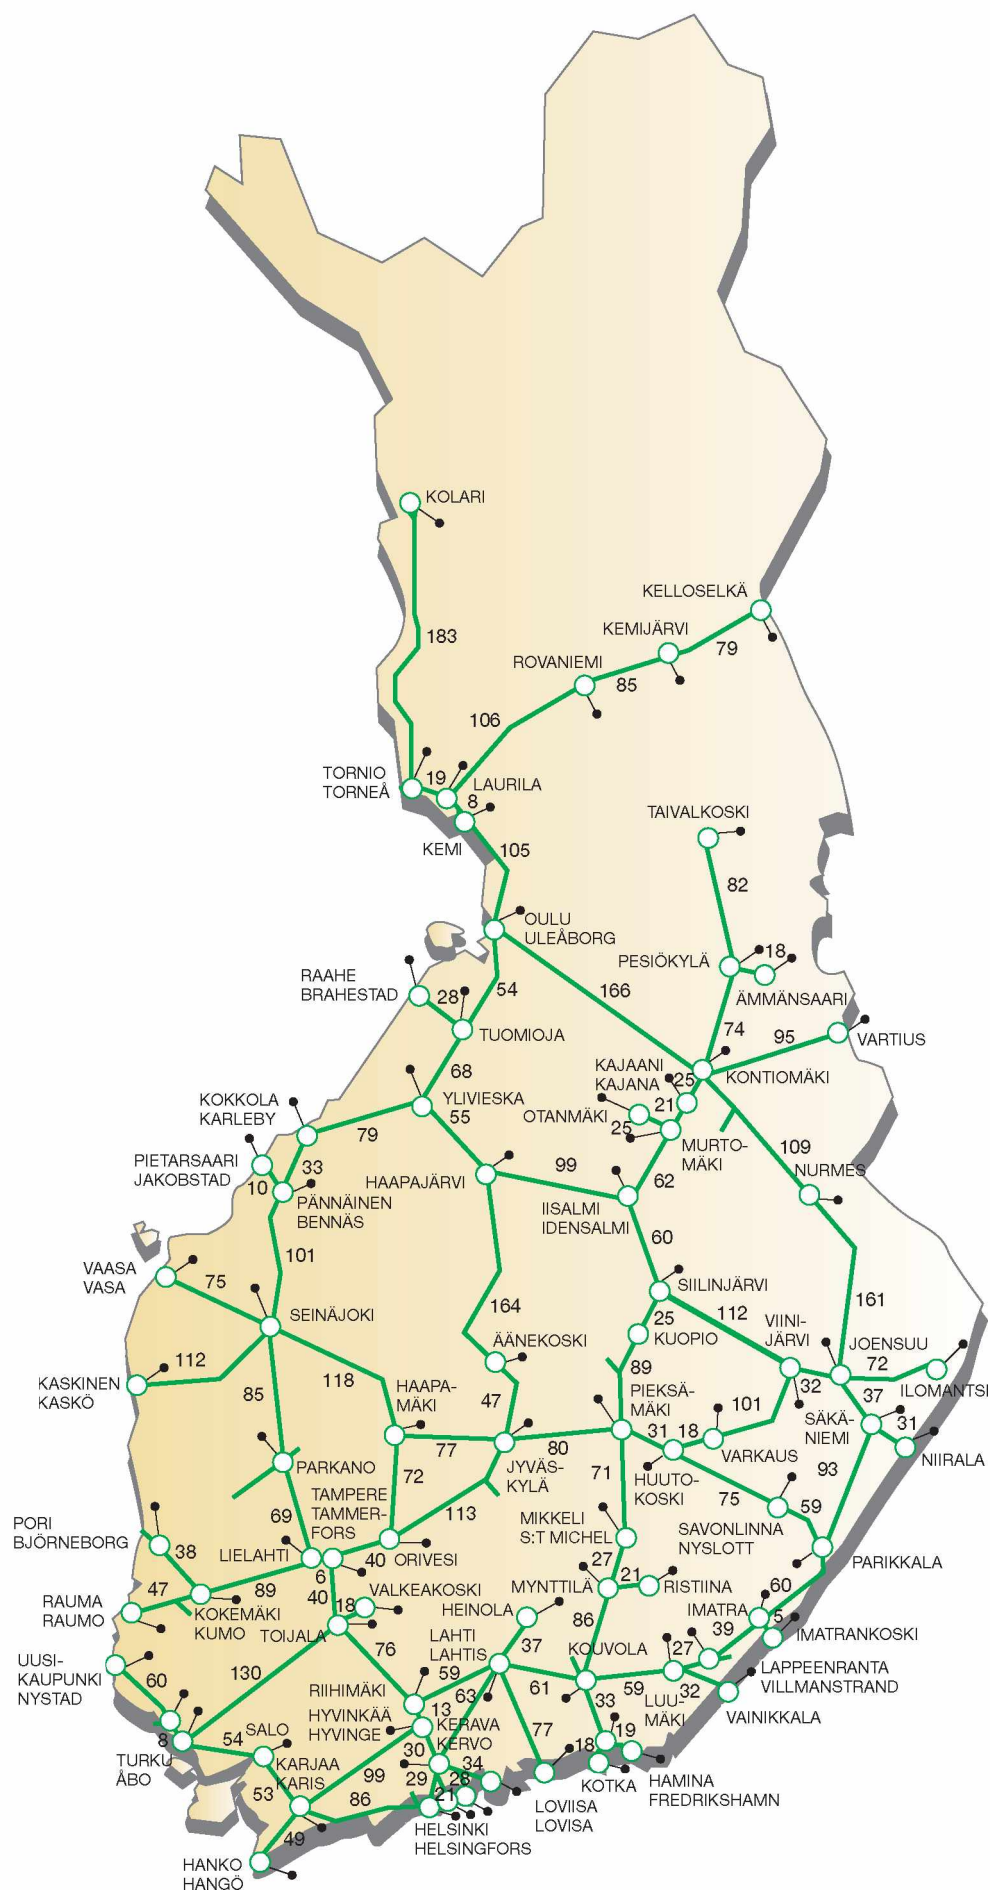 KOLARI
KELLOSELKÄ
KEMIJÄRVI
183
79
ROVANIEMI
85
106
TORNIO
TORNEÅ
19
LAURILA
8
KEMI
105
TAIVALKOSKI
82
OULU
ULEÅBORG
18
PESIÖKYLÄ
RAAHE
BRAHESTAD
28
54
166
ÄMMÄNSAARI
74
95
VARTIUS
TUOMIOJA
KAJAANI
KAJANA
25
KONTIOMÄKI
68
YLIVIESKA
55
OTANMÄKI
21
25
KOKKOLA
KARLEBY
79
MURTO-
MÄKI
109
PIETARSAARI
JAKOBSTAD
33
10
HAAPAJÄRVI
99
62
NURMES
PÄNNÄINEN
BENNÄS
IISALMI
IDENSALMI
60
101
VAASA
VASA
75
SIILINJÄRVI
164
112
161
SEINÄJOKI
25
KUOPIO
VIINI-
JÄRVI
ÄÄNEKOSKI
JOENSUU
112
89
72
KASKINEN
KASKÖ
118
32
ILOMANTSI
85
HAAPA-
MÄKI
47
PIEKSÄ-
MÄKI
101
37
SÄKÄ-
NIEMI
31
77
80
31
18
VARKAUS
NIIRALA
PARKANO
72
JYVÄS-
KYLÄ
71
HUUTO-
KOSKI
93
TAMPERE
TAMMER-
FORS
113
75
59
69
MIKKELI
S:T MICHEL
SAVONLINNA
NYSLOTT
PORI
BJÖRNEBORG
38
LIELAHTI
40
ORIVESI
PARIKKALA
6
27
47
89
40
18
VALKEAKOSKI
MYNTTILÄ
21
RISTIINA
60
RAUMA
RAUMO
KOKEMÄKI
KUMO
TOIJALA
HEINOLA
86
IMATRA
5
IMATRANKOSKI
LAHTI
LAHTIS
37
KOUVOLA
39
UUSI-
KAUPUNKI
NYSTAD
130
76
59
27
LAPPEENRANTA
VILLMANSTRAND
60
RIIHIMÄKI
63
61
59
32
33
LUU-
MÄKI
VAINIKKALA
13
HYVINKÄÄ
HYVINGE
KERAVA
KERVO
77
8
54
SALO
30
34
18
19
TURKU
ÅBO
KARJAA
KARIS
99
29
28
KOTKA
HAMINA
FREDRIKSHAMN
53
86
21
LOVIISA
LOVISA
HELSINKI
HELSINGFORS
49
HANKO
HANGÖ